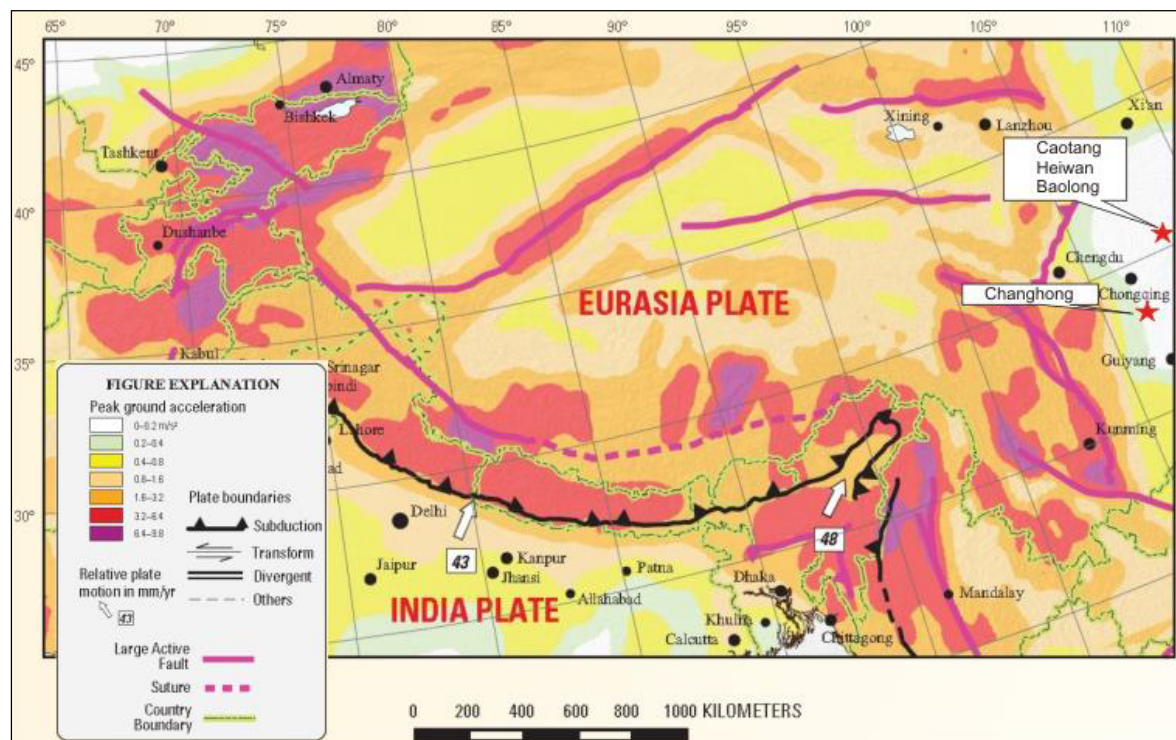 65°
70°
75°
80°
85°
90°
95°
100°
105°
110°
45°
40°
35°
30°
Almaty
Bishkek
Tashkent
Dushanbe
Xining
Lanzhou
Xi'an
Caotang
Heiwan
Baolong
Chengdu
Chongqing
Changhong
EURASIA PLATE
Guiyang
Kunming
Kabul
Srinagar
Delhi
Jaipur
Kanpur
Jhansi
Allahabad
Patna
43
48
INDIA PLATE
Dhaka
Khulna
Calcutta
Chittagong
Mandalay
FIGURE EXPLANATION
Peak ground acceleration
0–0.2 m/s²
0.2–0.4
0.4–0.8
0.8–1.6
1.6–3.2
3.2–6.4
6.4–9.8
Plate boundaries
Subduction
Transform
Divergent
Others
Relative plate
motion in mm/yr
43
Large Active
Fault
Suture
Country
Boundary
0 200 400 600 800 1000 KILOMETERS